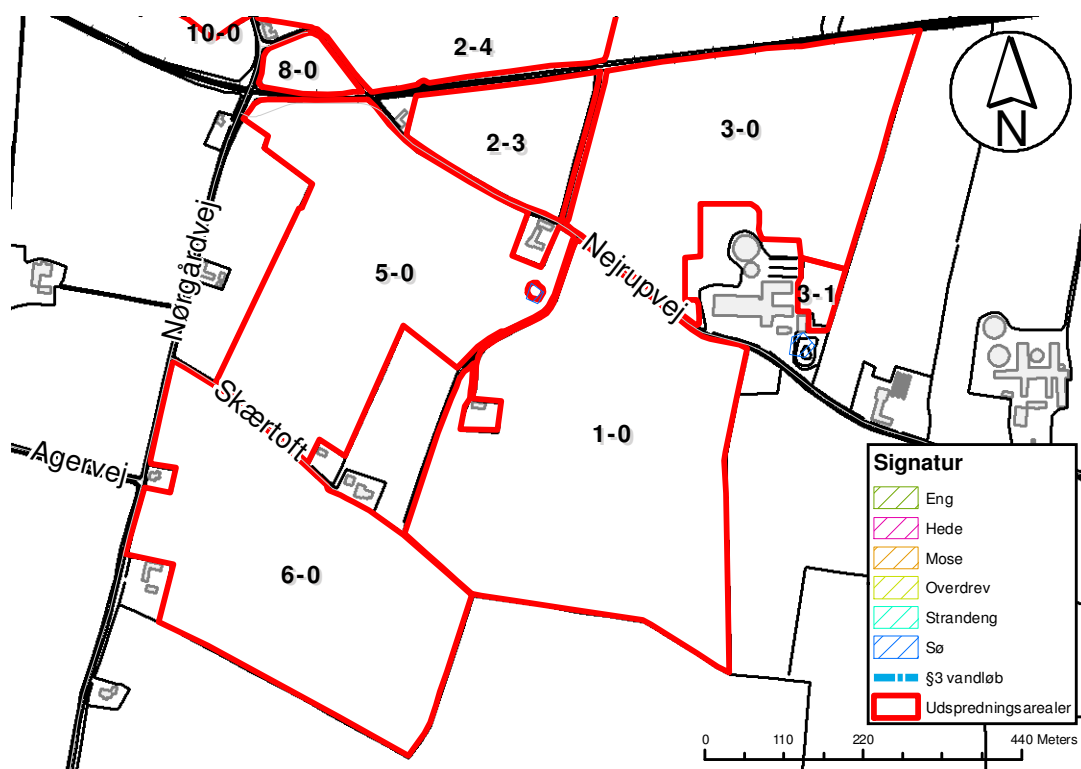 10-0
2-4
8-0
3-0
2-3
N
Nørgårdvej
5-0
Nejrupvej
3-1
Skærtoft
Agervej
1-0
6-0
Signatur
Eng
Hede
Mose
Overdrev
Strandeng
Sø
§3 vandløb
Udspredningsarealer
0 110 220 440 Meters